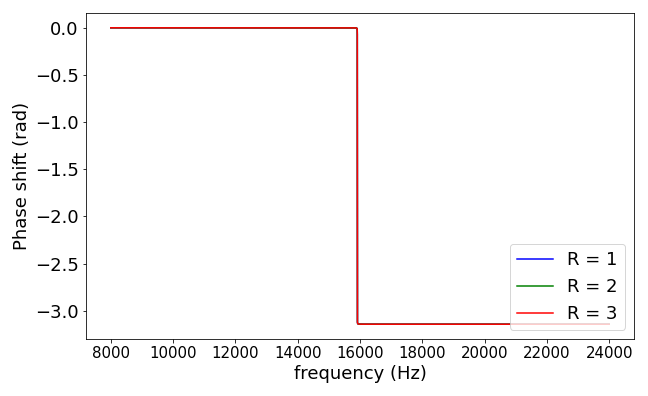 0.0
−0.5
−1.0
−1.5
−2.0
−2.5
−3.0
Phase shift (rad)
R = 1
R = 2
R = 3
8000 10000 12000 14000 16000 18000 20000 22000 24000
frequency (Hz)